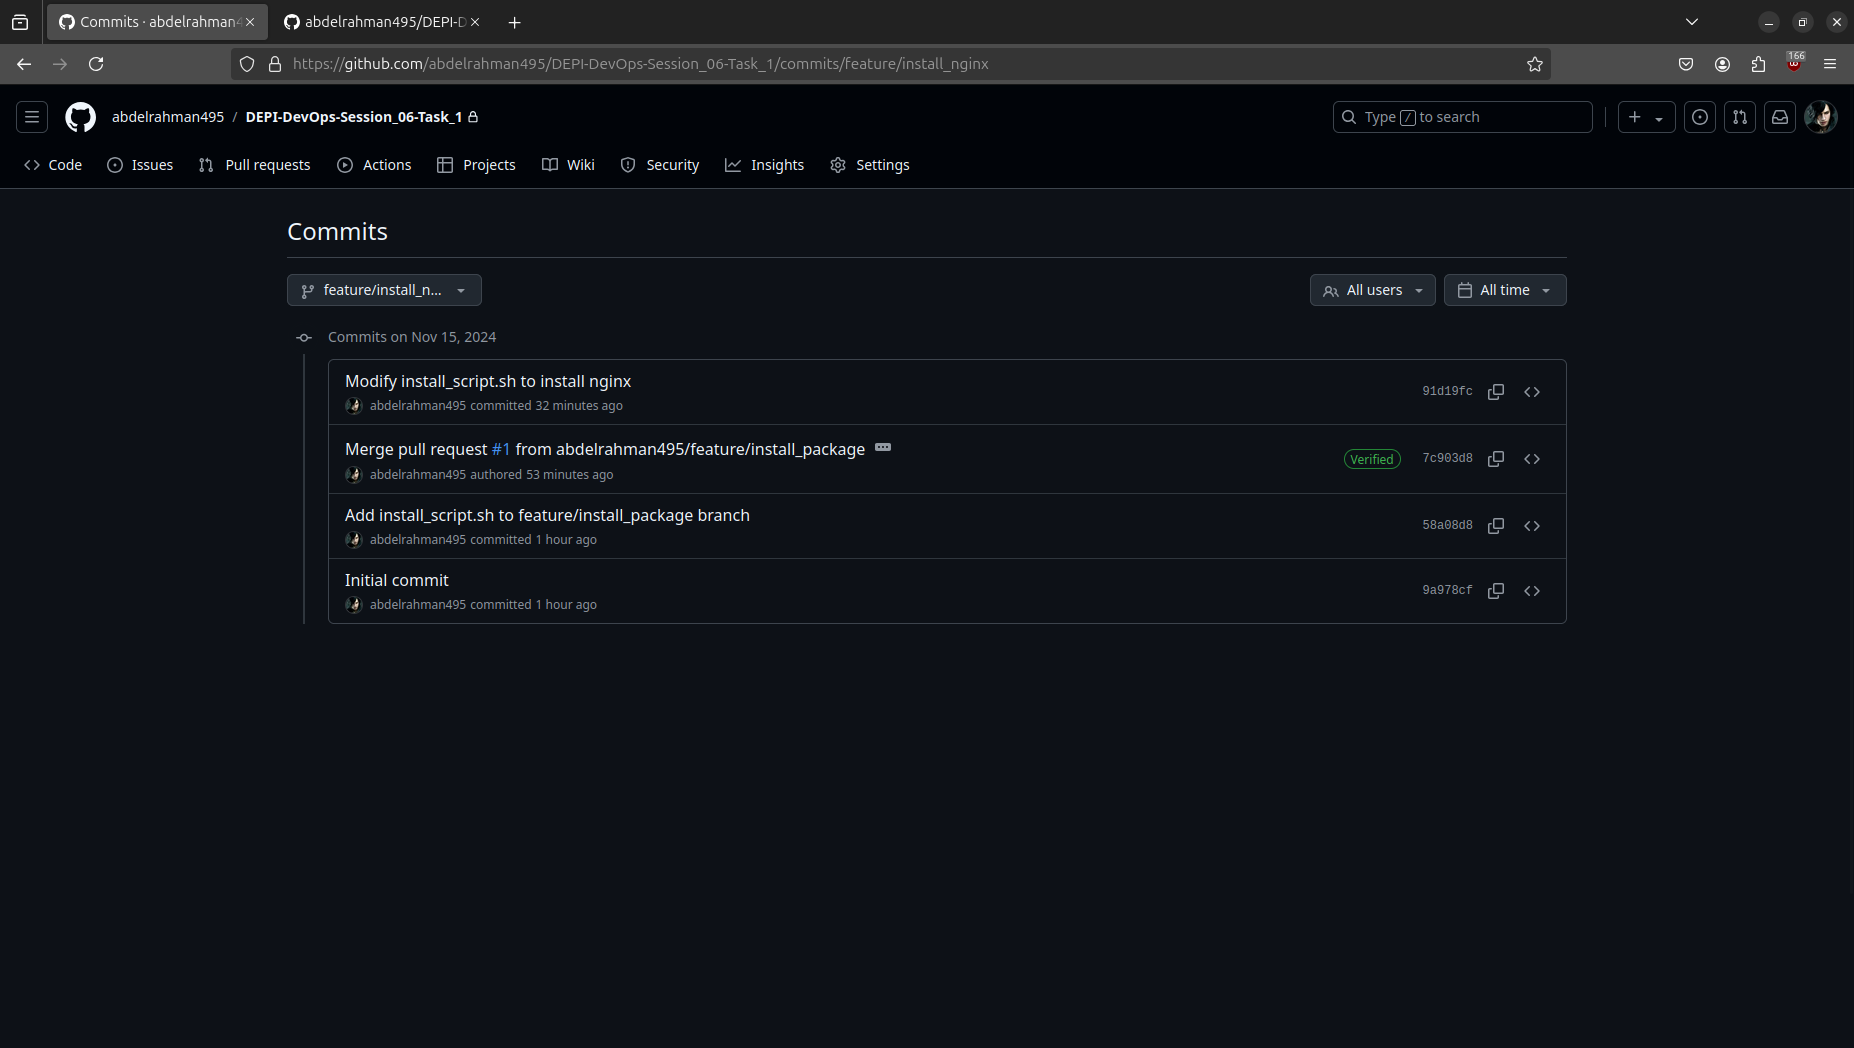 Commits · abdelrahman4
abdelrahman495/DEPI-D
https://github.com/abdelrahman495/DEPI-DevOps-Session_06-Task_1/commits/feature/install_nginx
166
abdelrahman495 / DEPI-DevOps-Session_06-Task_1
Type / to search
Code
Issues
Pull requests
Actions
Projects
Wiki
Security
Insights
Settings
Commits
feature/install_n...
All users
All time
Commits on Nov 15, 2024
Modify install_script.sh to install nginx
abdelrahman495 committed 32 minutes ago
91d19fc
Merge pull request #1 from abdelrahman495/feature/install_package
abdelrahman495 authored 53 minutes ago
Verified
7c903d8
Add install_script.sh to feature/install_package branch
abdelrahman495 committed 1 hour ago
58a08d8
Initial commit
abdelrahman495 committed 1 hour ago
9a978cf